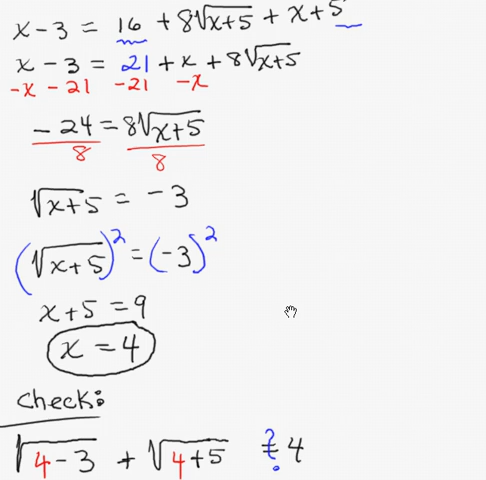 x - 3 = 16 + 8√(x+5) + x + 5
x - 3 = 21 + x + 8√(x+5)
-x - 21 -21 -x
-24 = 8√(x+5)
8 8
√(x+5) = -3
(√(x+5))² = (-3)²
x + 5 = 9
x = 4
Check:
√(4-3) + √(4+5) ≟ 4